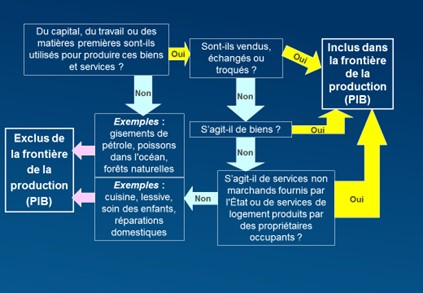 Du capital, du travail ou des
matières premières sont-ils
utilisés pour produire ces biens
et services ?
Oui
Sont-ils vendus,
échangés ou
troqués ?
Oui
Inclus dans
la frontière
de la
production
(PIB)
Non
Non
Exemples :
gisements de
pétrole, poissons
dans l'océan,
forêts naturelles
S'agit-il de biens ?
Oui
Exclus de
la frontière
de la
production
(PIB)
Non
Exemples :
cuisine, lessive,
soin des enfants,
réparations
domestiques
Non
S'agit-il de services non
marchands fournis par
l'État ou de services de
logement produits par
des propriétaires
occupants ?
Oui